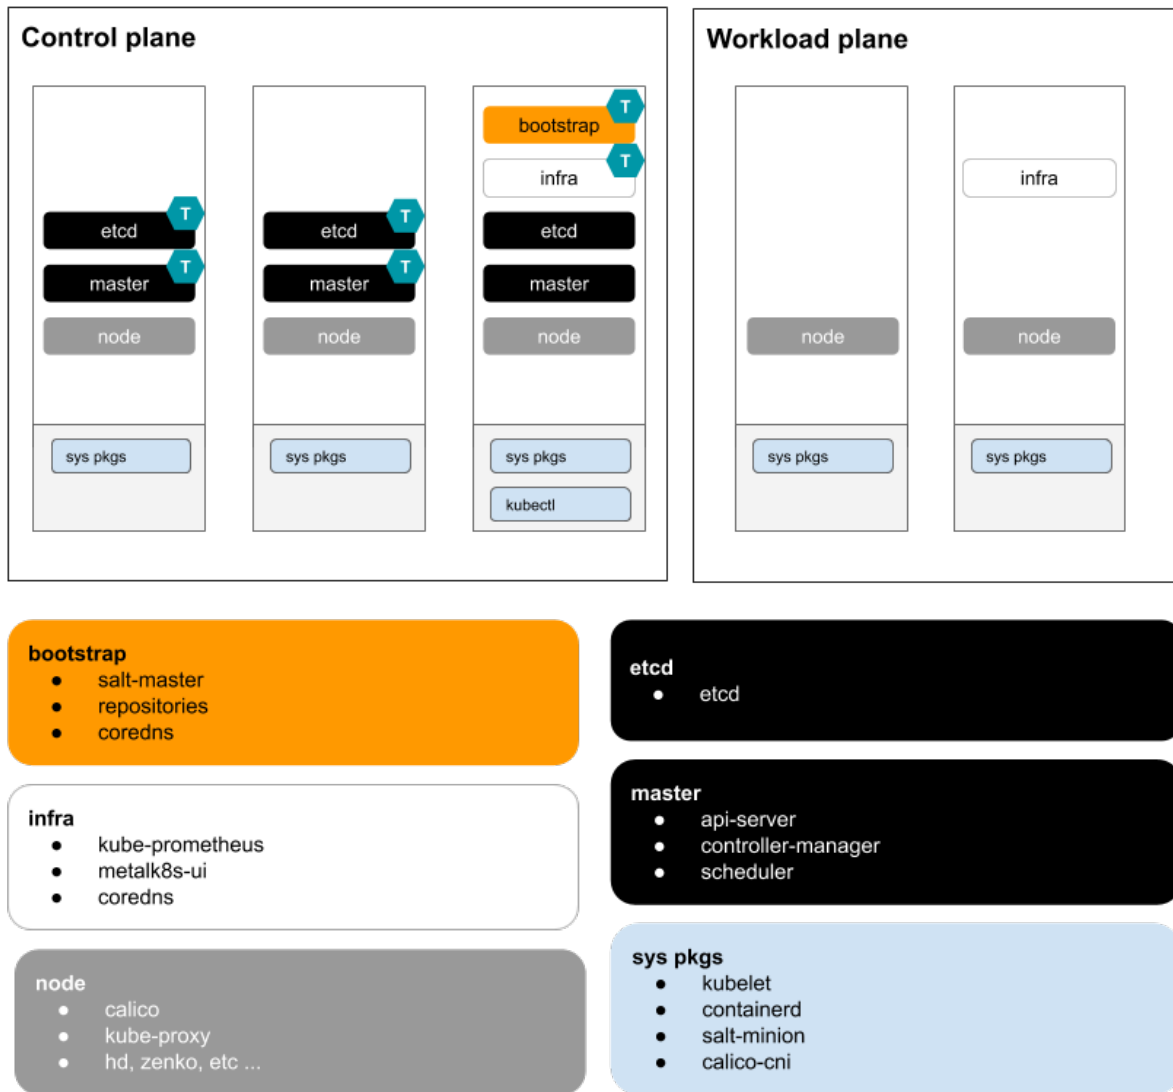 Control plane
T
etcd
T
master
node
sys pkgs
T
etcd
T
master
node
sys pkgs
T
bootstrap
T
infra
etcd
master
node
sys pkgs
kubectl
Workload plane
node
sys pkgs
infra
node
sys pkgs
bootstrap
● salt-master
● repositories
● coredns
infra
● kube-prometheus
● metalk8s-ui
● coredns
node
● calico
● kube-proxy
● hd, zenko, etc ...
etcd
● etcd
master
● api-server
● controller-manager
● scheduler
sys pkgs
● kubelet
● containerd
● salt-minion
● calico-cni